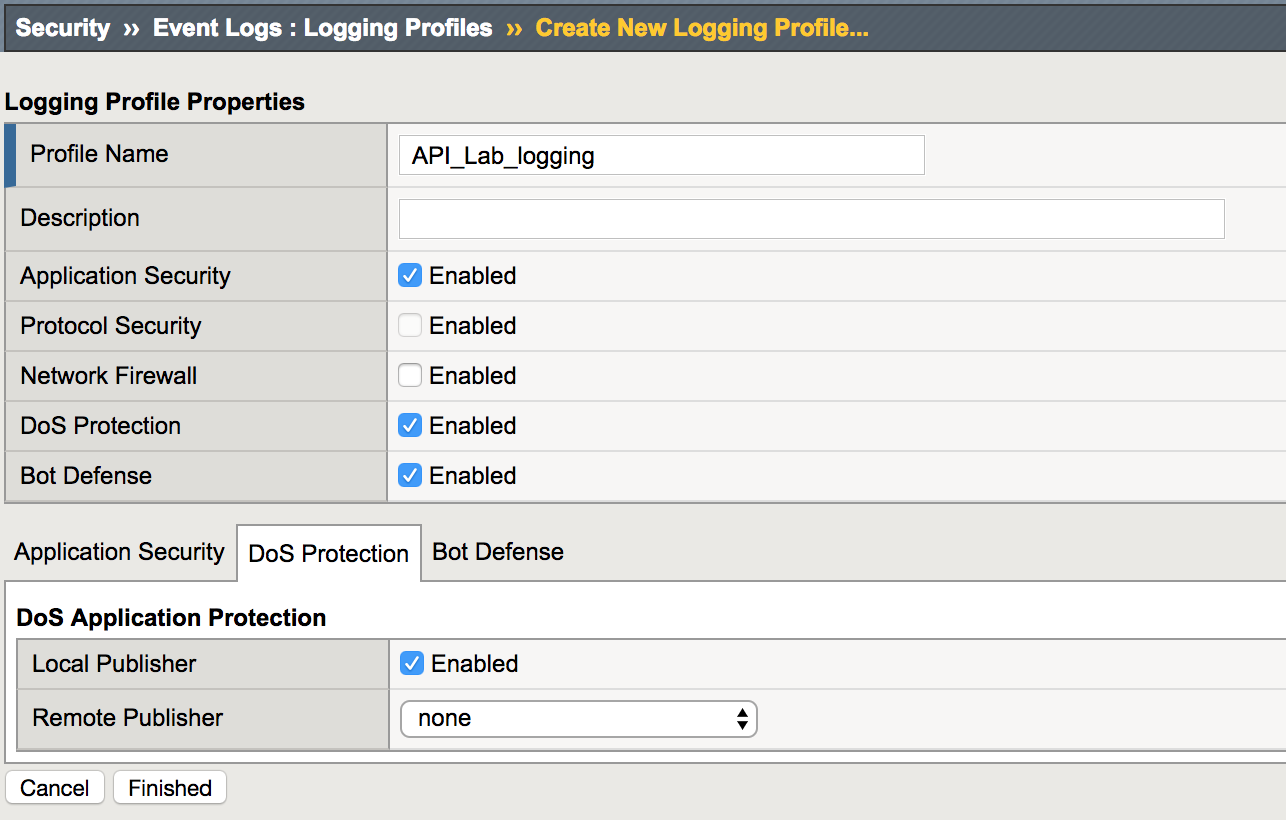 Security ›› Event Logs : Logging Profiles ›› Create New Logging Profile...
Logging Profile Properties
Profile Name API_Lab_logging
Description
Application Security Enabled
Protocol Security Enabled
Network Firewall Enabled
DoS Protection Enabled
Bot Defense Enabled
Application Security DoS Protection Bot Defense
DoS Application Protection
Local Publisher Enabled
Remote Publisher none
Cancel Finished